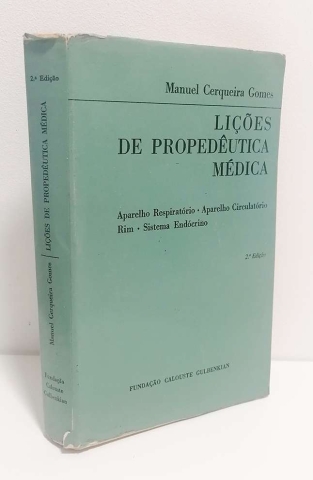 Manuel Cerqueira Gomes
LIÇÕES
DE PROPEDÊUTICA
MÉDICA
Aparelho Respiratório · Aparelho Circulatório
Rim · Sistema Endócrino
2.ª Edição
FUNDAÇÃO CALOUSTE GULBENKIAN
2.ª Edição
LIÇÕES DE PROPEDÊUTICA MÉDICA
Manuel Cerqueira Gomes
Fundação
Calouste
Gulbenkian